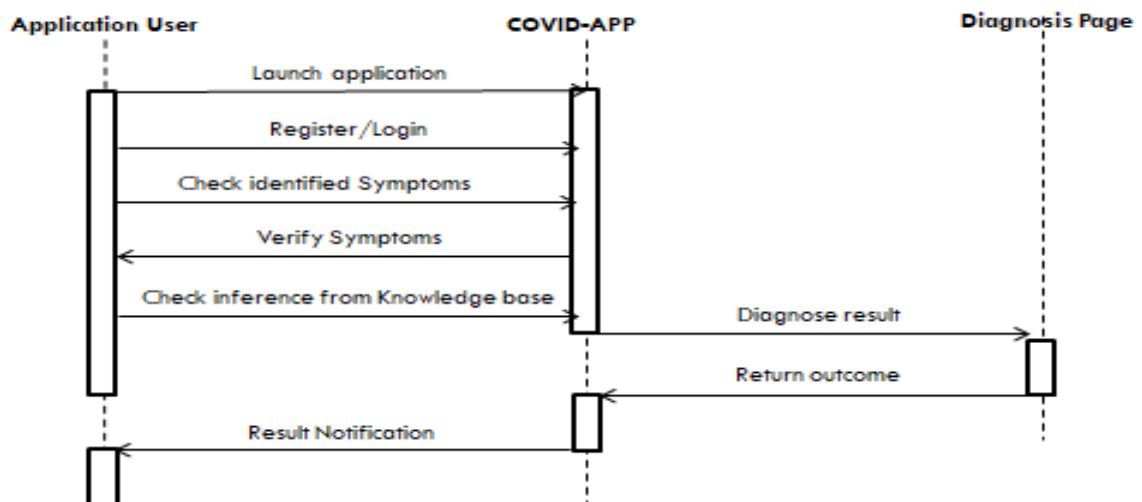 Application User
COVID-APP
Diagnosis Page
Launch application
Register/Login
Check identified Symptoms
Verify Symptoms
Check inference from Knowledge base
Diagnose result
Return outcome
Result Notification